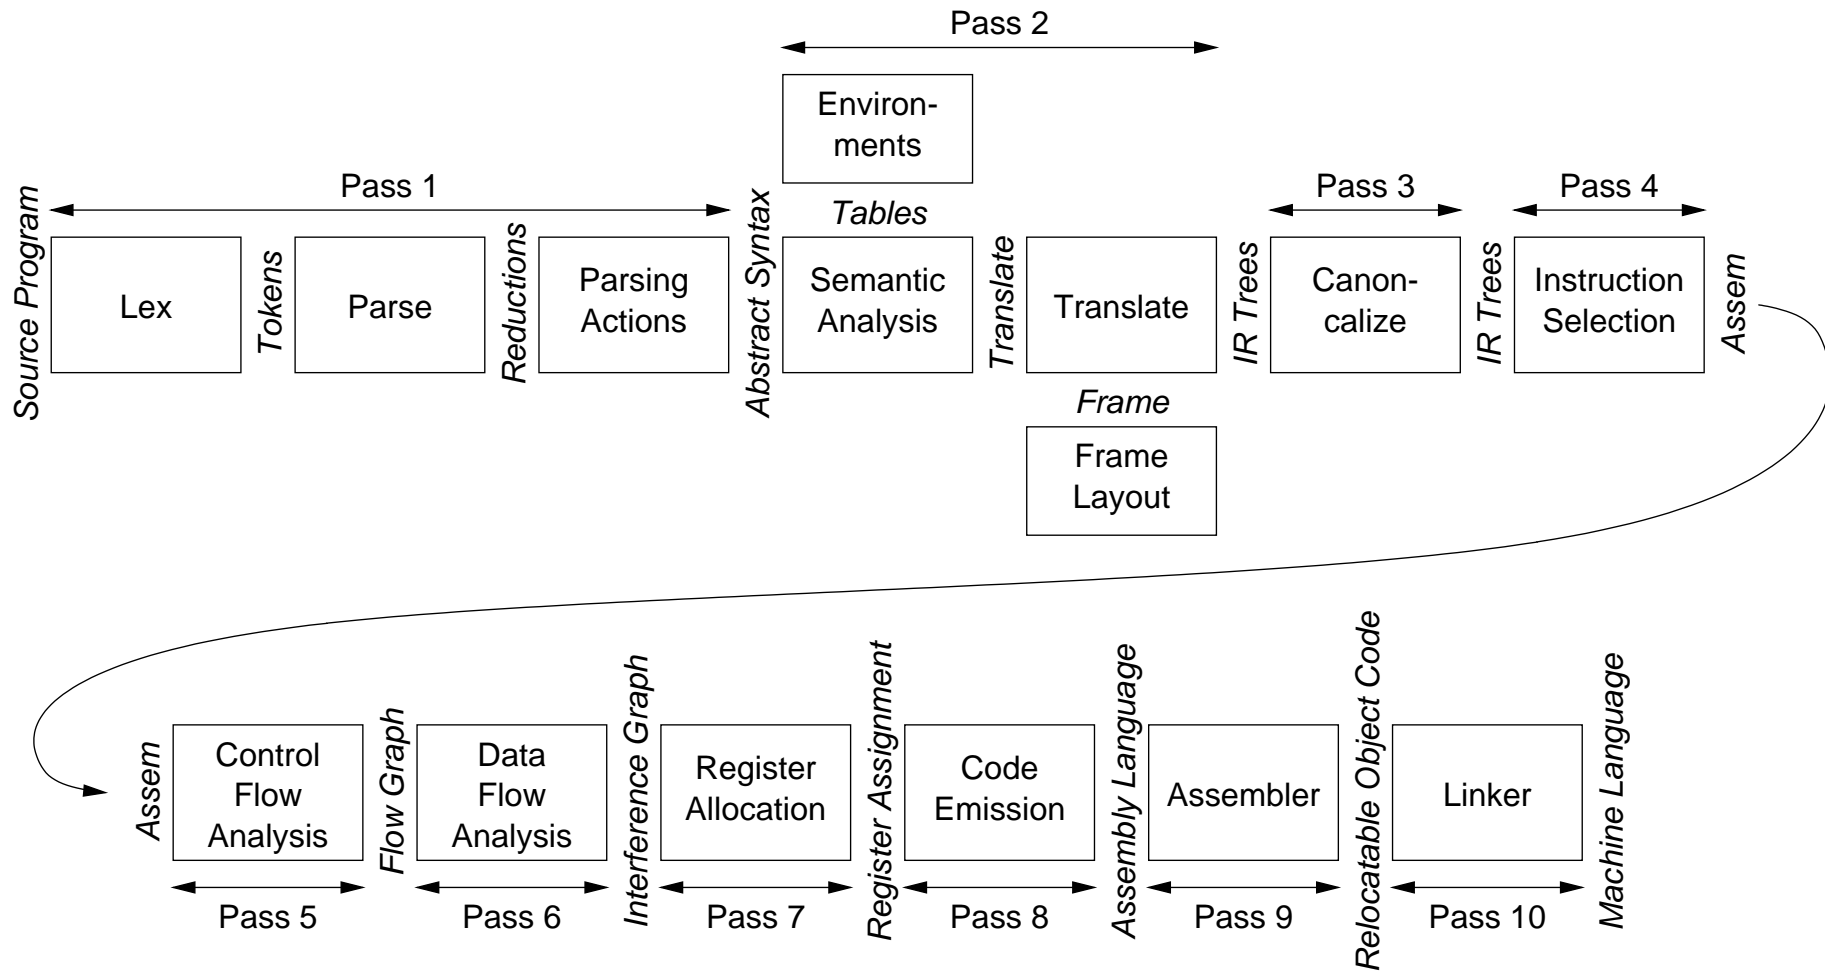 Pass 2
Environ-
ments
Pass 1
Pass 3
Pass 4
Tables
Source Program
Lex
Tokens
Parse
Reductions
Parsing
Actions
Abstract Syntax
Semantic
Analysis
Translate
Translate
IR Trees
Canon-
calize
IR Trees
Instruction
Selection
Assem
Frame
Frame
Layout
Assem
Control
Flow
Analysis
Flow Graph
Data
Flow
Analysis
Interference Graph
Register
Allocation
Register Assignment
Code
Emission
Assembly Language
Assembler
Relocatable Object Code
Linker
Machine Language
Pass 5
Pass 6
Pass 7
Pass 8
Pass 9
Pass 10